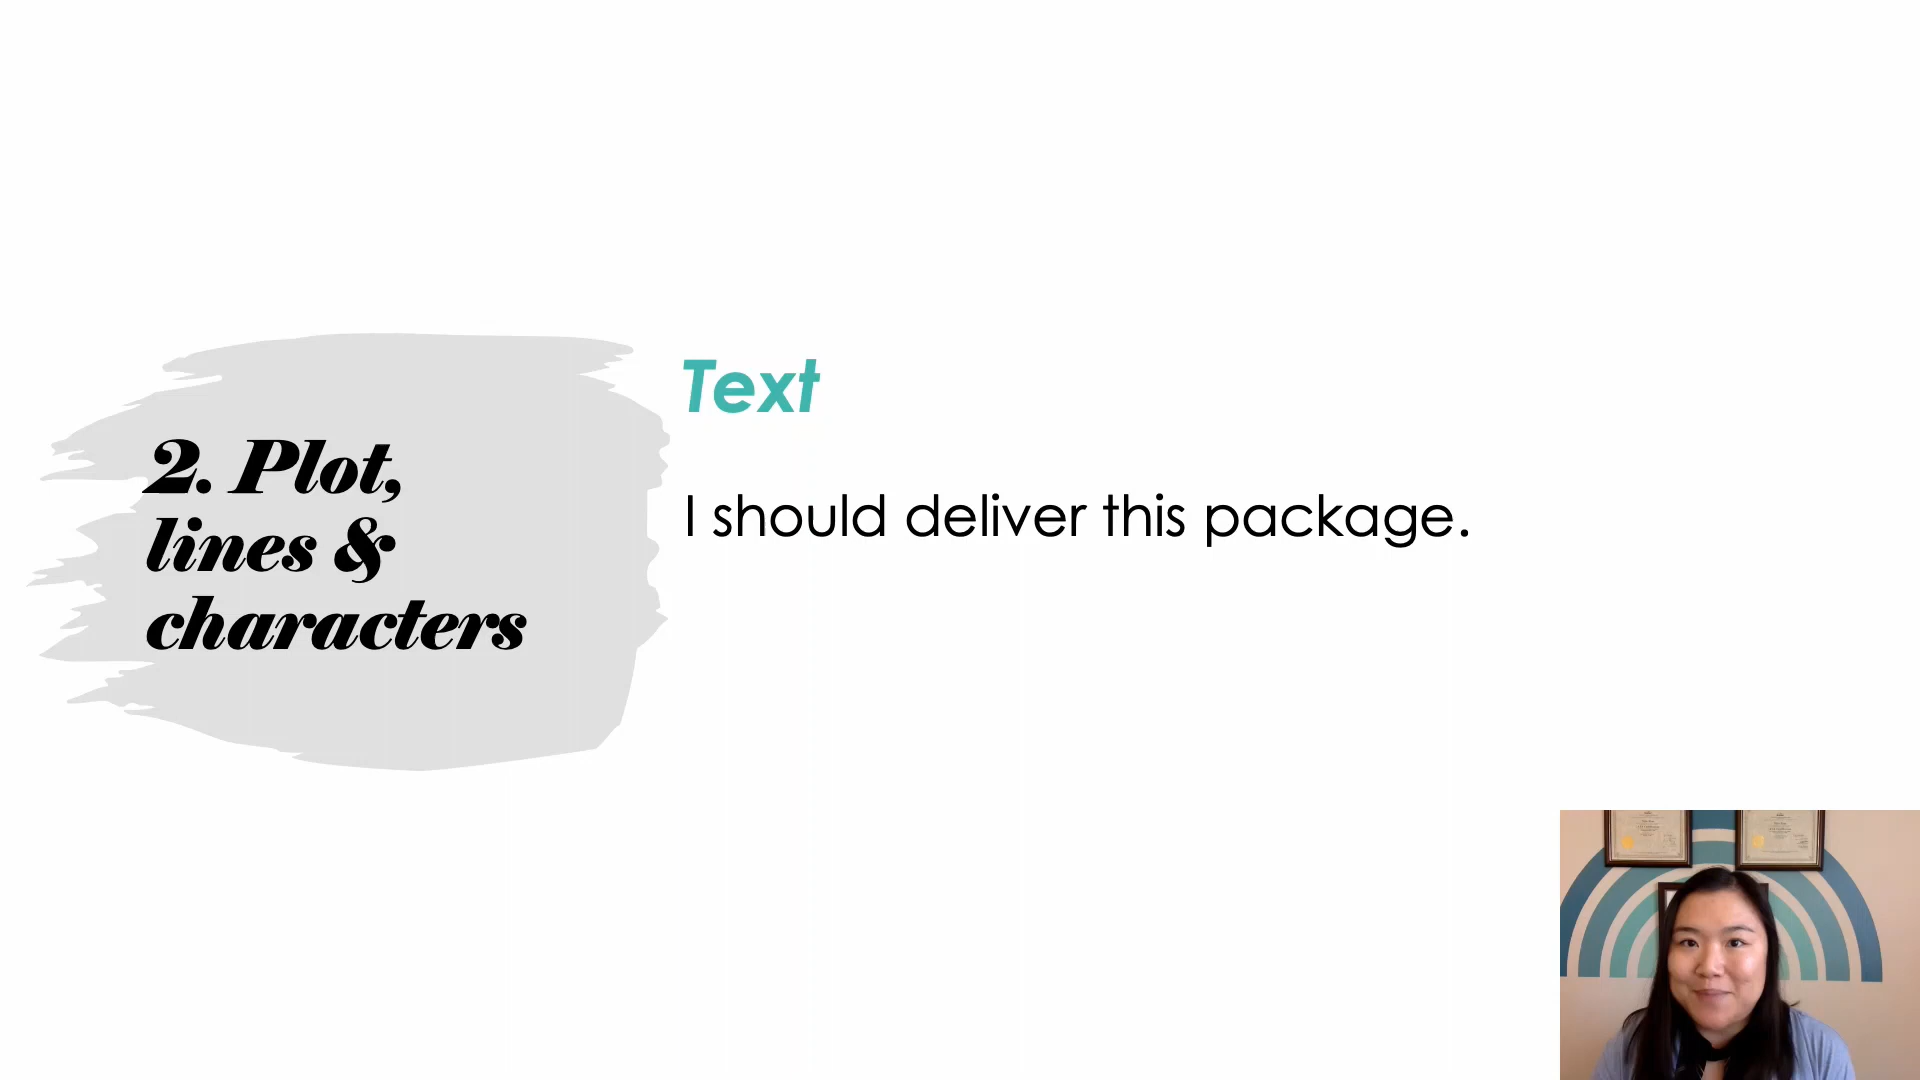 2. Plot,
lines &
characters
Text
I should deliver this package.